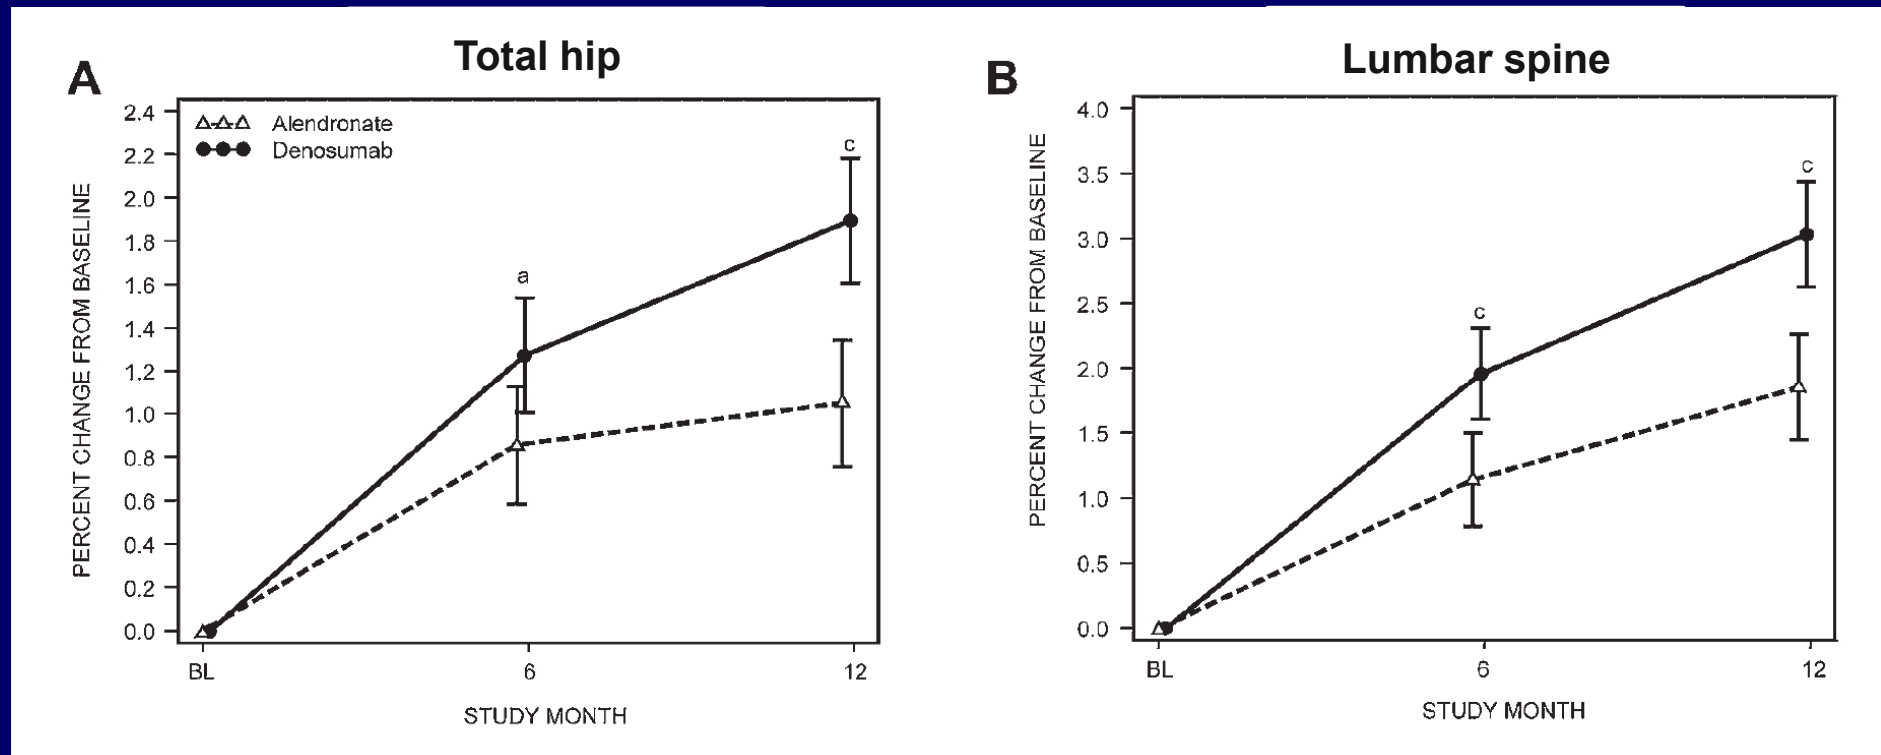 A
Total hip
2.4
2.2
2.0
1.8
1.6
1.4
1.2
1.0
0.8
0.6
0.4
0.2
0.0
PERCENT CHANGE FROM BASELINE
Alendronate
Denosumab
a
c
BL 6 12
STUDY MONTH
B
Lumbar spine
4.0
3.5
3.0
2.5
2.0
1.5
1.0
0.5
0.0
PERCENT CHANGE FROM BASELINE
c
c
BL 6 12
STUDY MONTH